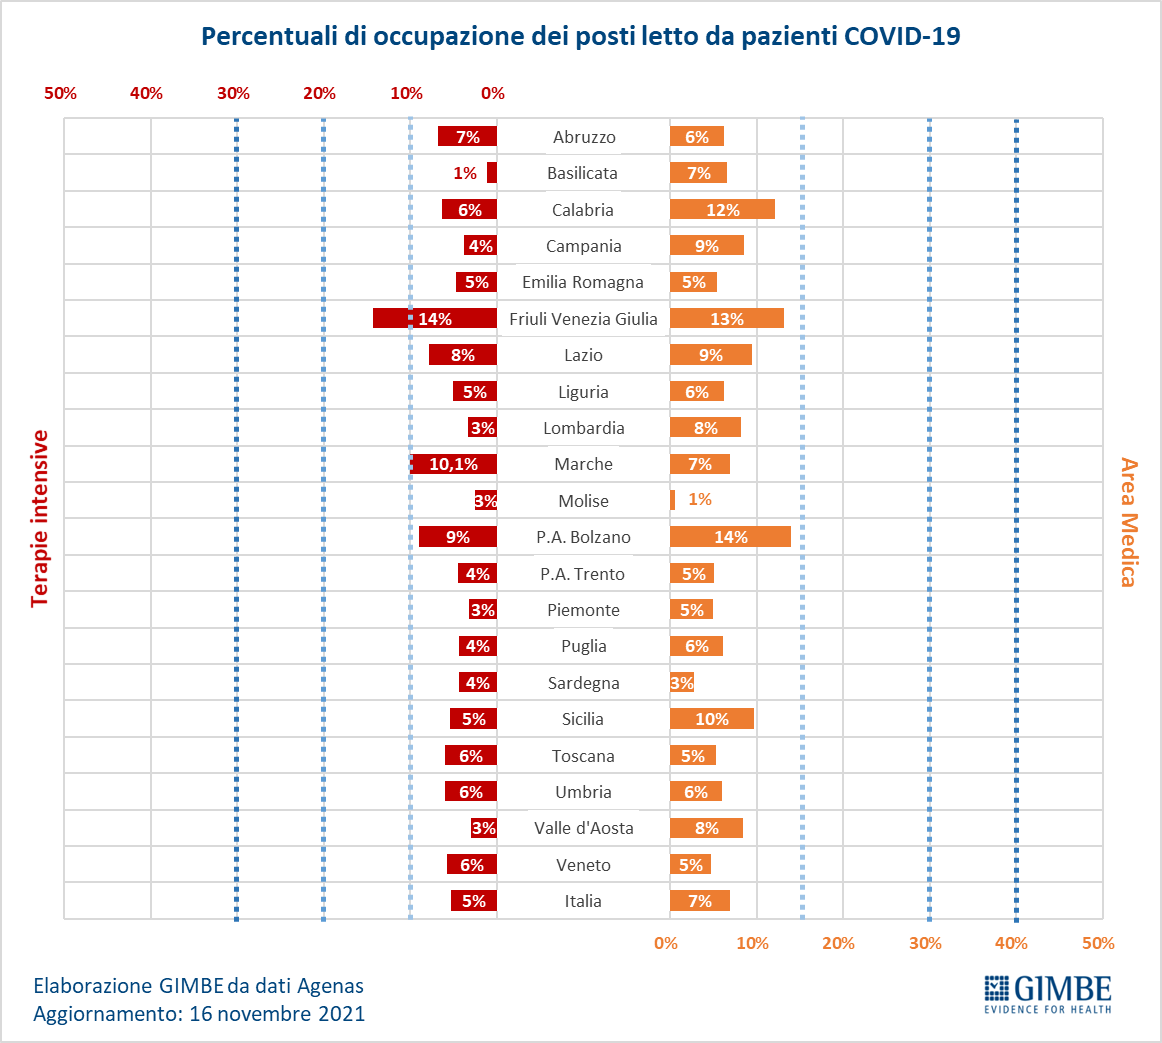 Percentuali di occupazione dei posti letto da pazienti COVID-19
50% 40% 30% 20% 10% 0%
7% Abruzzo 6%
1% Basilicata 7%
6% Calabria 12%
4% Campania 9%
5% Emilia Romagna 5%
14% Friuli Venezia Giulia 13%
8% Lazio 9%
5% Liguria 6%
3% Lombardia 8%
10,1% Marche 7%
3% Molise 1%
9% P.A. Bolzano 14%
4% P.A. Trento 5%
3% Piemonte 5%
4% Puglia 6%
4% Sardegna 3%
5% Sicilia 10%
6% Toscana 5%
6% Umbria 6%
3% Valle d'Aosta 8%
6% Veneto 5%
5% Italia 7%
Terapie intensive
Area Medica
0% 10% 20% 30% 40% 50%
Elaborazione GIMBE da dati Agenas
Aggiornamento: 16 novembre 2021
GIMBE
EVIDENCE FOR HEALTH